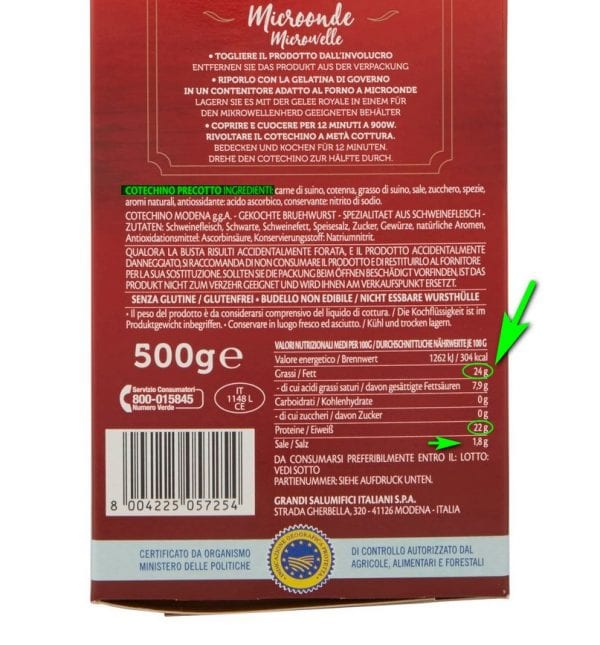 Microonde
Microwelle
• TOGLIERE IL PRODOTTO DALL'INVOLUCRO
ENTFERNEN SIE DAS PRODUKT AUS DER VERPACKUNG
• RIPORLO CON LA GELATINA DI GOVERNO
IN UN CONTENITORE ADATTO AL FORNO A MICROONDE
LAGERN SIE ES MIT DER GELEE ROYALE IN EINEM FÜR
DEN MIKROWELLENHERD GEEIGNETEN BEHÄLTER
• COPRIRE E CUOCERE PER 12 MINUTI A 900W.
RIVOLTARE IL COTECHINO A METÀ COTTURA.
BEDECKEN UND KOCHEN FÜR 12 MINUTEN.
DREHE DEN COTECHINO ZUR HÄLFTE DURCH.
COTECHINO PRECOTTO INGREDIENTI: carne di suino, cotenna, grasso di suino, sale, zucchero, spezie,
aromi naturali, antiossidante: acido ascorbico, conservante: nitrito di sodio.
COTECHINO MODENA g.g.A. - GEKOCHTE BRUEHWURST - SPEZIALITAET AUS SCHWEINEFLEISCH -
ZUTATEN: Schweinefleisch, Schwarte, Schweinefett, Speisesalz, Zucker, Gewürze, natürliche Aromen,
Antioxidationsmittel: Ascorbinsäure, Konservierungsstoff: Natriumnitrit.
QUALORA LA BUSTA RISULTI ACCIDENTALMENTE FORATA, E IL PRODOTTO ACCIDENTALMENTE
DANNEGGIATO, SI RACCOMANDA DI NON CONSUMARE IL PRODOTTO E DI RESTITUIRLO AL FORNITORE
PER LA SUA SOSTITUZIONE. SOLLTEN SIE DIE PACKUNG BEIM ÖFFNEN BESCHÄDIGT VORFINDEN, IST DAS
PRODUKT NICHT ZUM VERZEHR GEEIGNET UND WIRD IHNEN AM VERKAUFSPUNKT ERSETZT.
SENZA GLUTINE / GLUTENFREI • BUDELLO NON EDIBILE / NICHT ESSBARE WURSTHÜLLE
• Il peso del prodotto è da considerarsi comprensivo del liquido di cottura. / Die Kochflüssigkeit ist im
Produktgewicht inbegriffen. • Conservare in luogo fresco ed asciutto. / Kühl und trocken lagern.
500g e
VALORI NUTRIZIONALI MEDI PER 100G / DURCHSCHNITTLICHE NÄHRWERTE JE 100 G
Valore energetico / Brennwert 1262 kJ / 304 kcal
Grassi / Fett 24 g
- di cui acidi grassi saturi / davon gesättigte Fettsäuren 7,9 g
Carboidrati / Kohlenhydrate 0 g
- di cui zuccheri / davon Zucker 0 g
Proteine / Eiweiß 22 g
Sale / Salz 1,8 g
Servizio Consumatori
800-015845
Numero Verde
IT
1148 L
CE
DA CONSUMARSI PREFERIBILMENTE ENTRO IL: LOTTO:
VEDI SOTTO
PARTIENUMMER: SIEHE AUFDRUCK UNTEN.
GRANDI SALUMIFICI ITALIANI S.P.A.
STRADA GHERBELLA, 320 - 41126 MODENA - ITALIA
8 004225 057254
CERTIFICATO DA ORGANISMO
MINISTERO DELLE POLITICHE
INDICAZIONE GEOGRAFICA PROTETTA
DI CONTROLLO AUTORIZZATO DAL
AGRICOLE, ALIMENTARI E FORESTALI